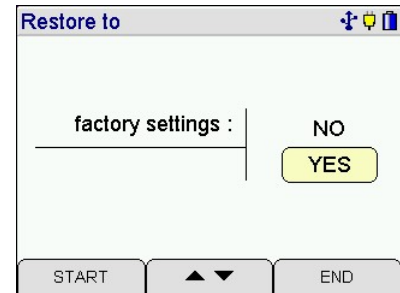 Restore to
factory settings :
NO
YES
START
▲ ▼
END